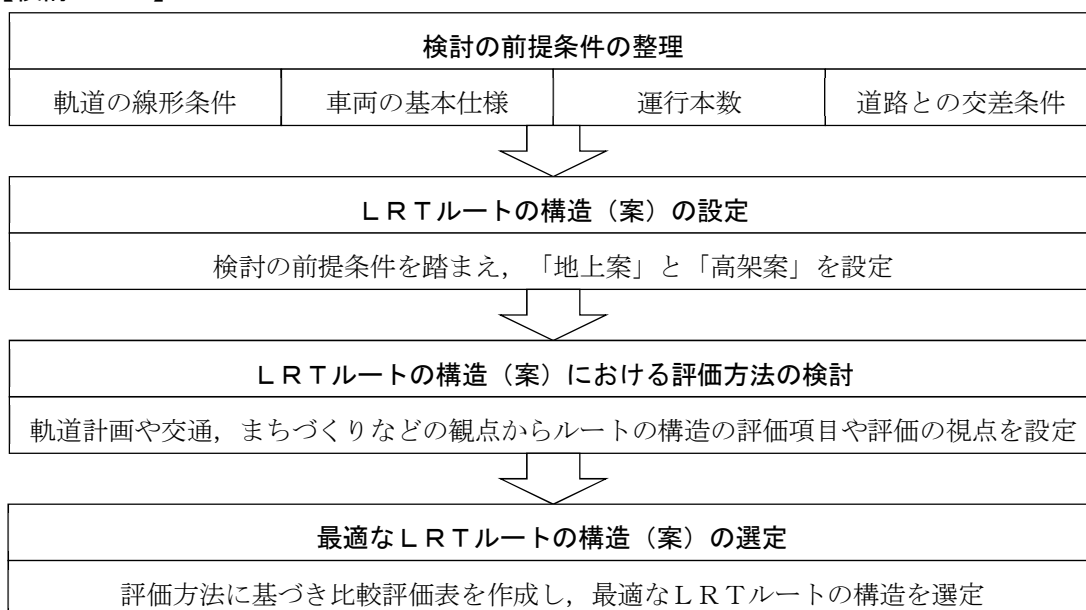 検討の前提条件の整理
軌道の線形条件 車両の基本仕様 運行本数 道路との交差条件
ＬＲＴルートの構造（案）の設定
検討の前提条件を踏まえ，「地上案」と「高架案」を設定
ＬＲＴルートの構造（案）における評価方法の検討
軌道計画や交通，まちづくりなどの観点からルートの構造の評価項目や評価の視点を設定
最適なＬＲＴルートの構造（案）の選定
評価方法に基づき比較評価表を作成し，最適なＬＲＴルートの構造を選定